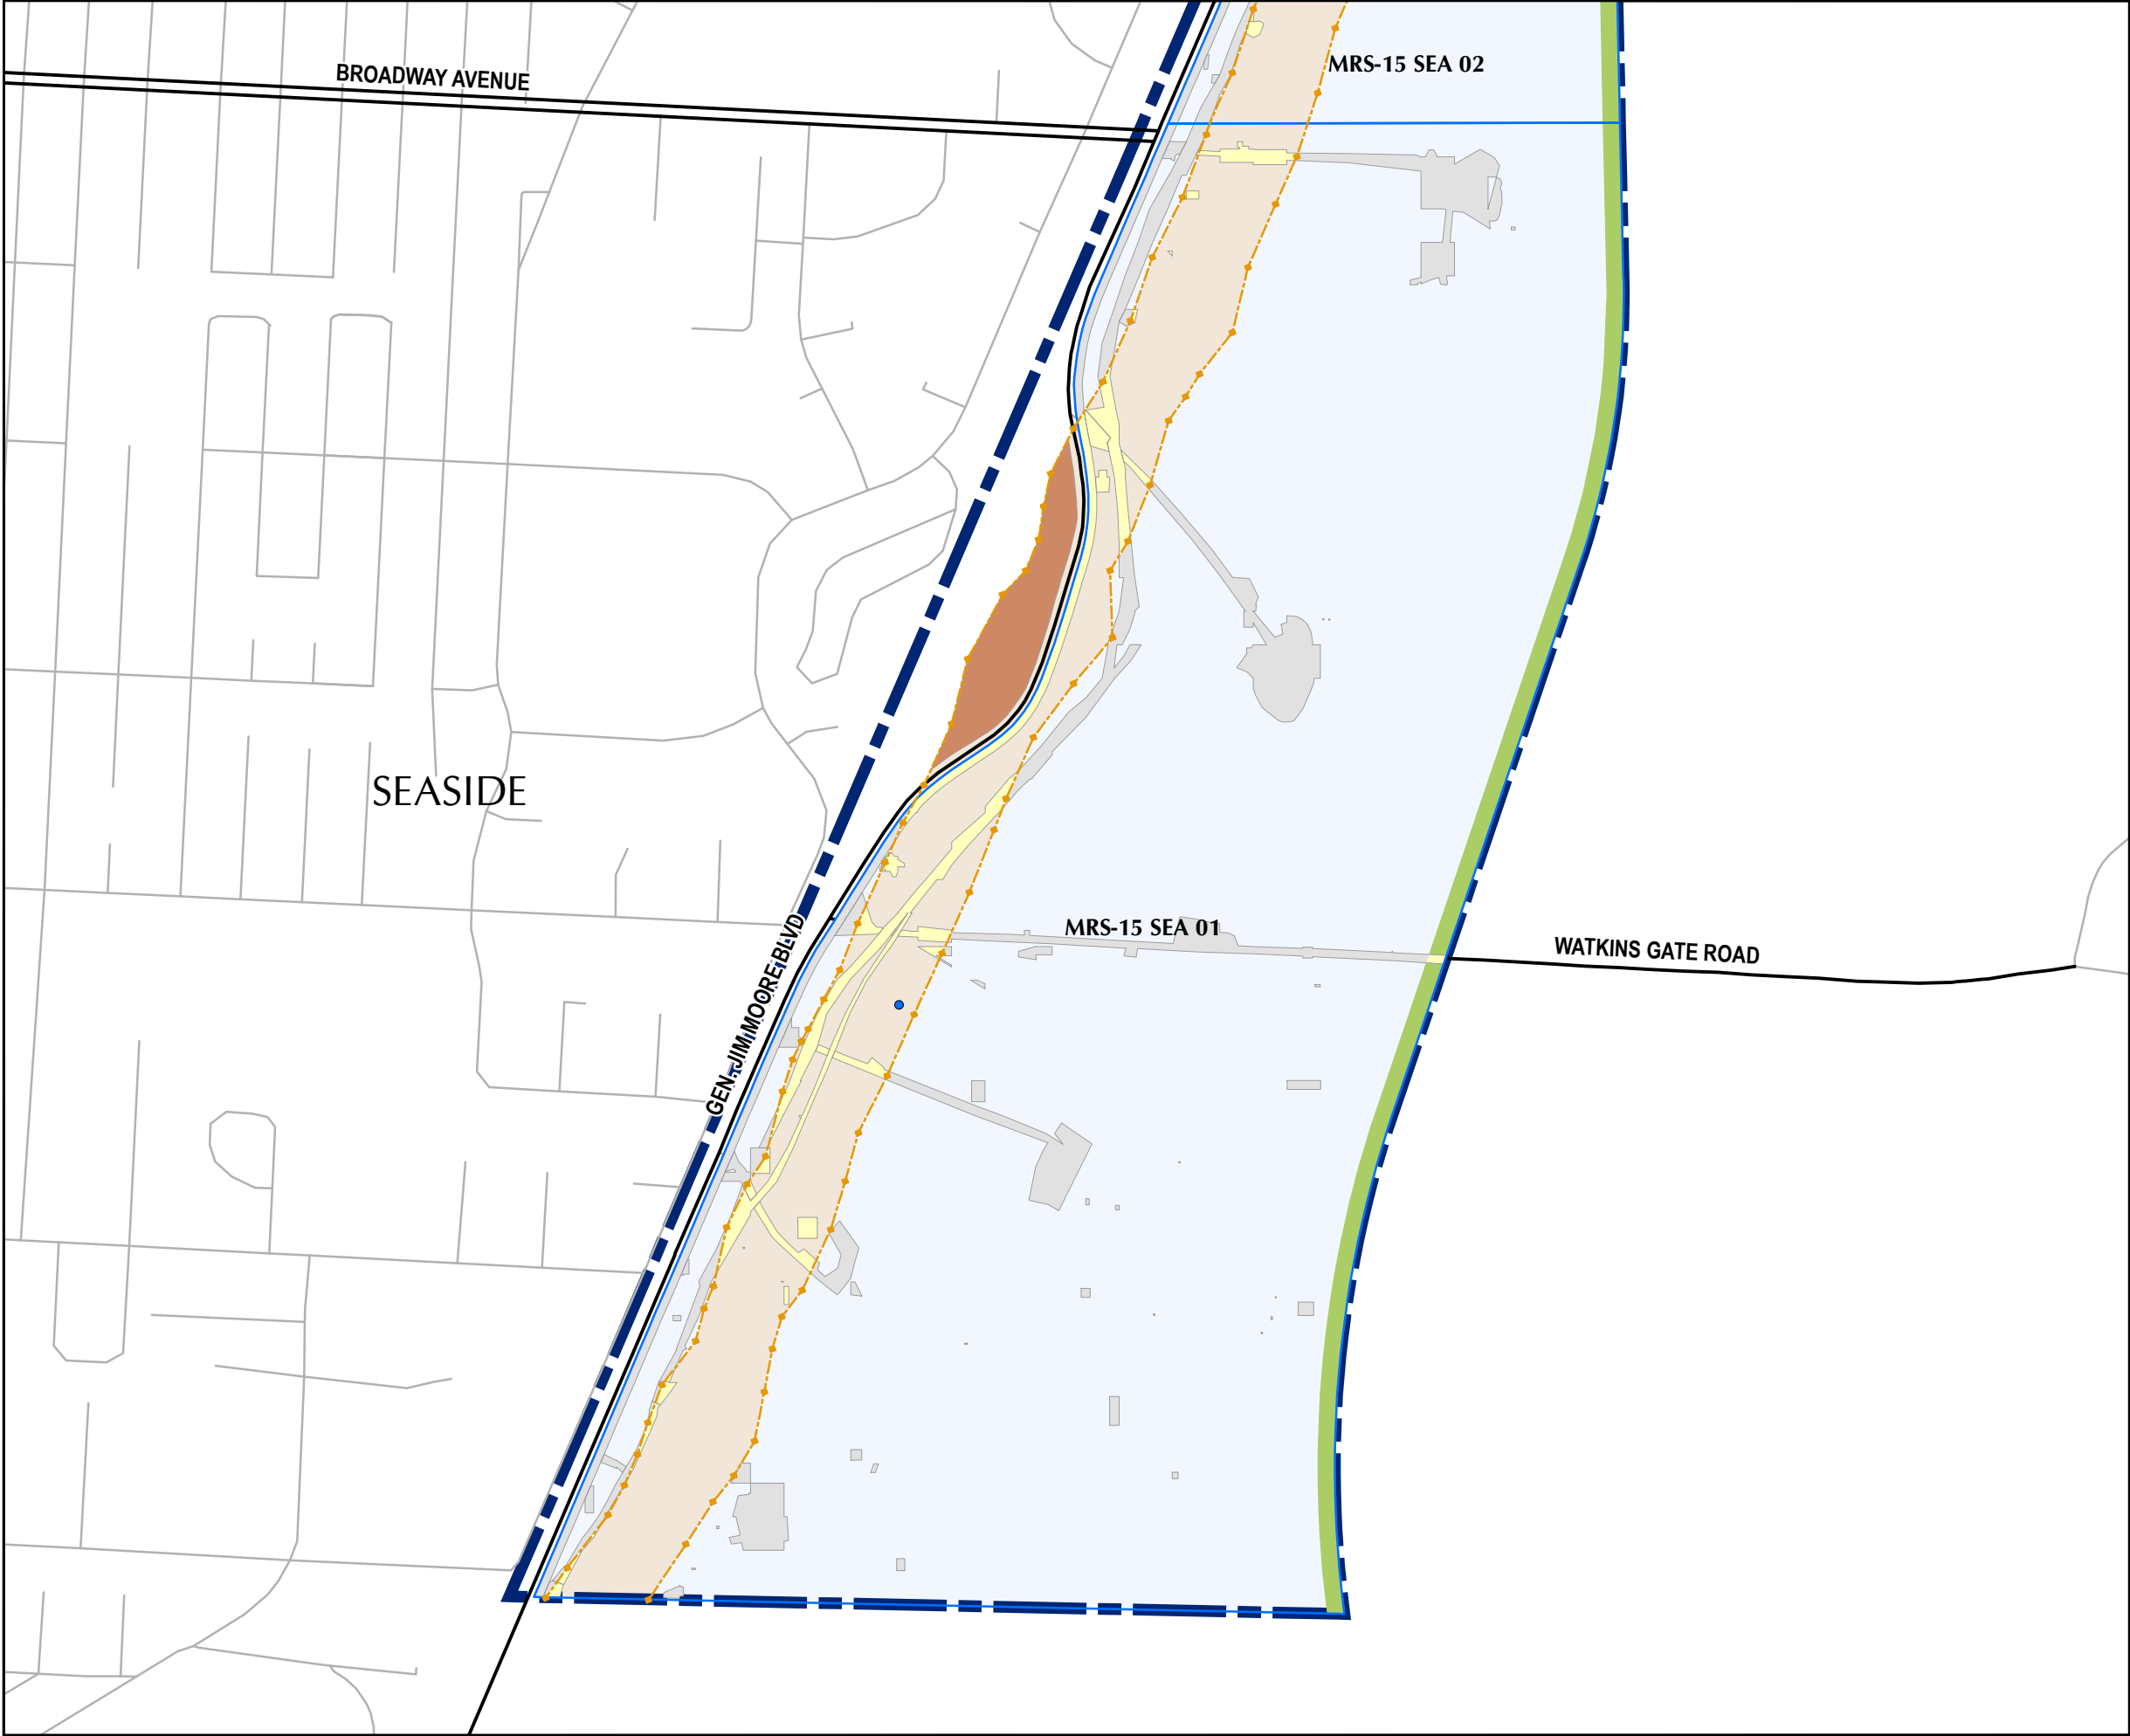 MRS-15 SEA 02
BROADWAY AVENUE
SEASIDE
MRS-15 SEA 01
WATKINS GATE ROAD
GEN. JIM MOORE BLVD